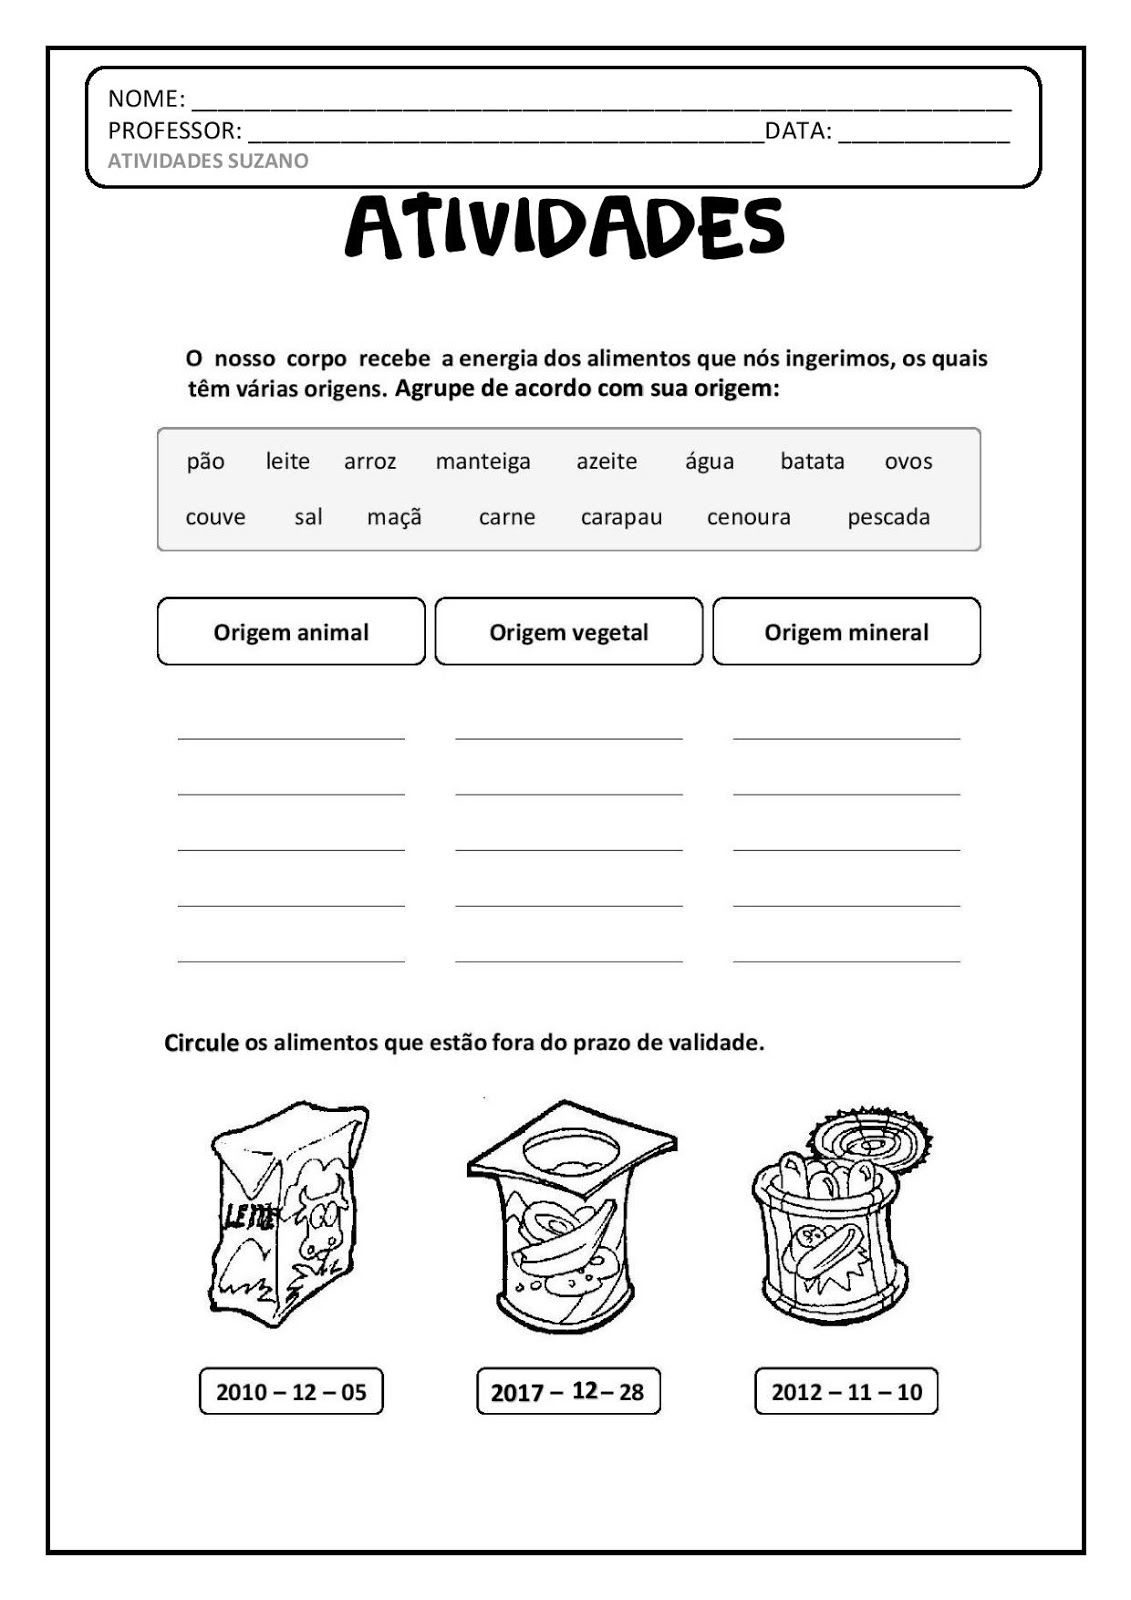 NOME: ______________________________________________________________
PROFESSOR: _______________________________________DATA: _____________
ATIVIDADES SUZANO
ATIVIDADES
O nosso corpo recebe a energia dos alimentos que nós ingerimos, os quais
têm várias origens. Agrupe de acordo com sua origem:
pão leite arroz manteiga azeite água batata ovos
couve sal maçã carne carapau cenoura pescada
Origem animal Origem vegetal Origem mineral
Circule os alimentos que estão fora do prazo de validade.
LEITE
2010 – 12 – 05 2017 – 12 – 28 2012 – 11 – 10